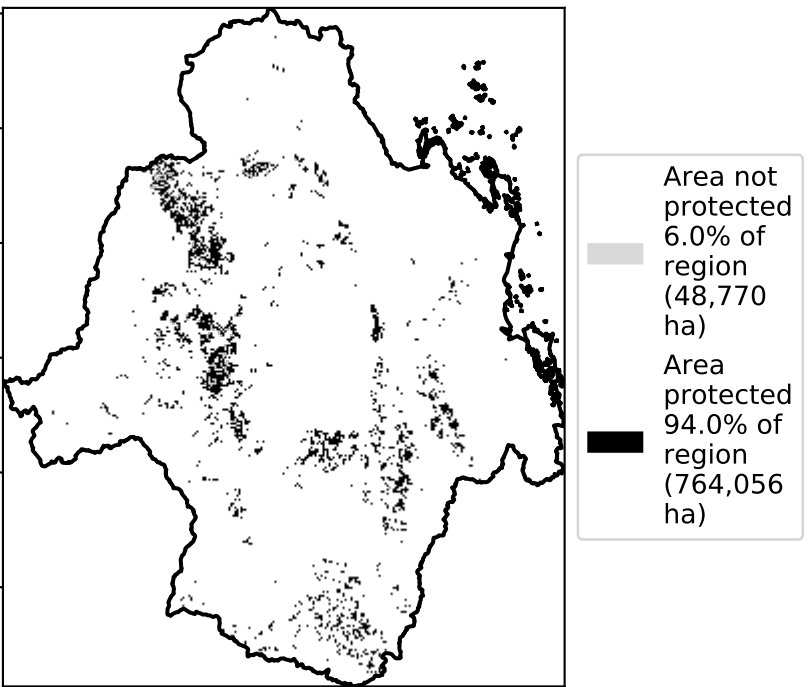 Area not
protected
6.0% of
region
(48,770
ha)
Area
protected
94.0% of
region
(764,056
ha)